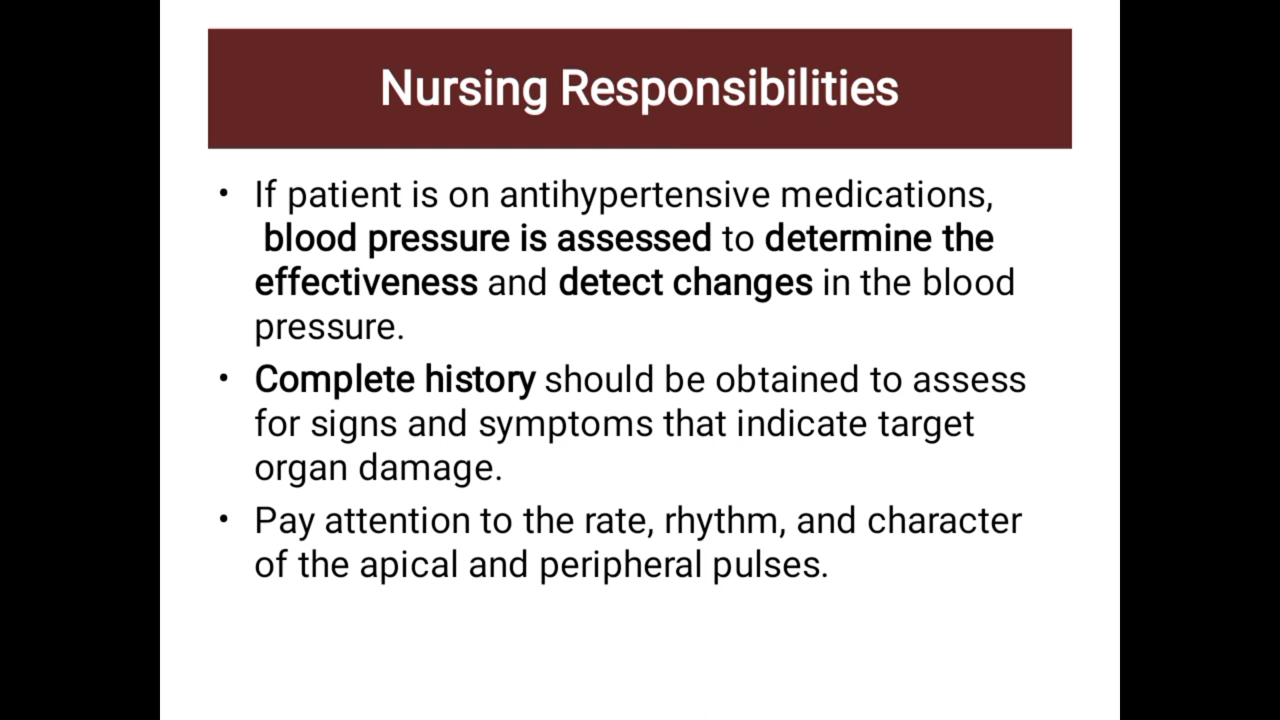 Nursing Responsibilities
• If patient is on antihypertensive medications,
blood pressure is assessed to determine the
effectiveness and detect changes in the blood
pressure.
• Complete history should be obtained to assess
for signs and symptoms that indicate target
organ damage.
• Pay attention to the rate, rhythm, and character
of the apical and peripheral pulses.